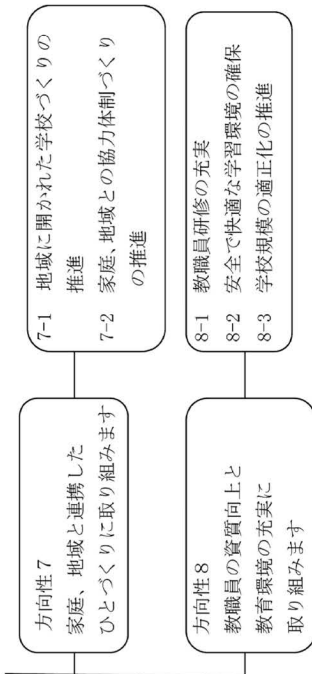 方向性7
家庭、地域と連携した
ひとづくりに取り組みます
7-1 地域に開かれた学校づくりの
推進
7-2 家庭、地域との協力体制づくり
の推進
方向性8
教職員の資質向上と
教育環境の充実に
取り組みます
8-1 教職員研修の充実
8-2 安全で快適な学習環境の確保
8-3 学校規模の適正化の推進